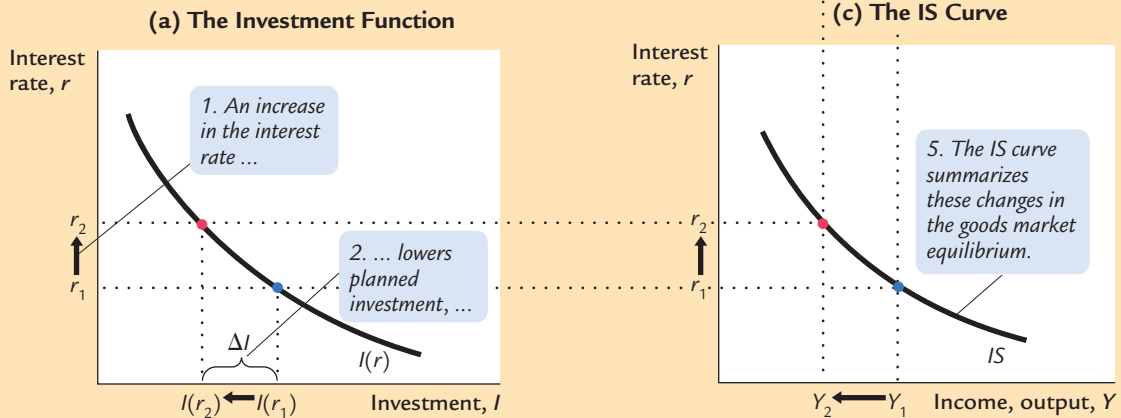 (a) The Investment Function
Interest
rate, r
1. An increase
in the interest
rate ...
r2
r1
2. ... lowers
planned
investment, ...
ΔI
I(r)
I(r2)
I(r1)
Investment, I
(c) The IS Curve
Interest
rate, r
5. The IS curve
summarizes
these changes in
the goods market
equilibrium.
r2
r1
IS
Y2
Y1
Income, output, Y